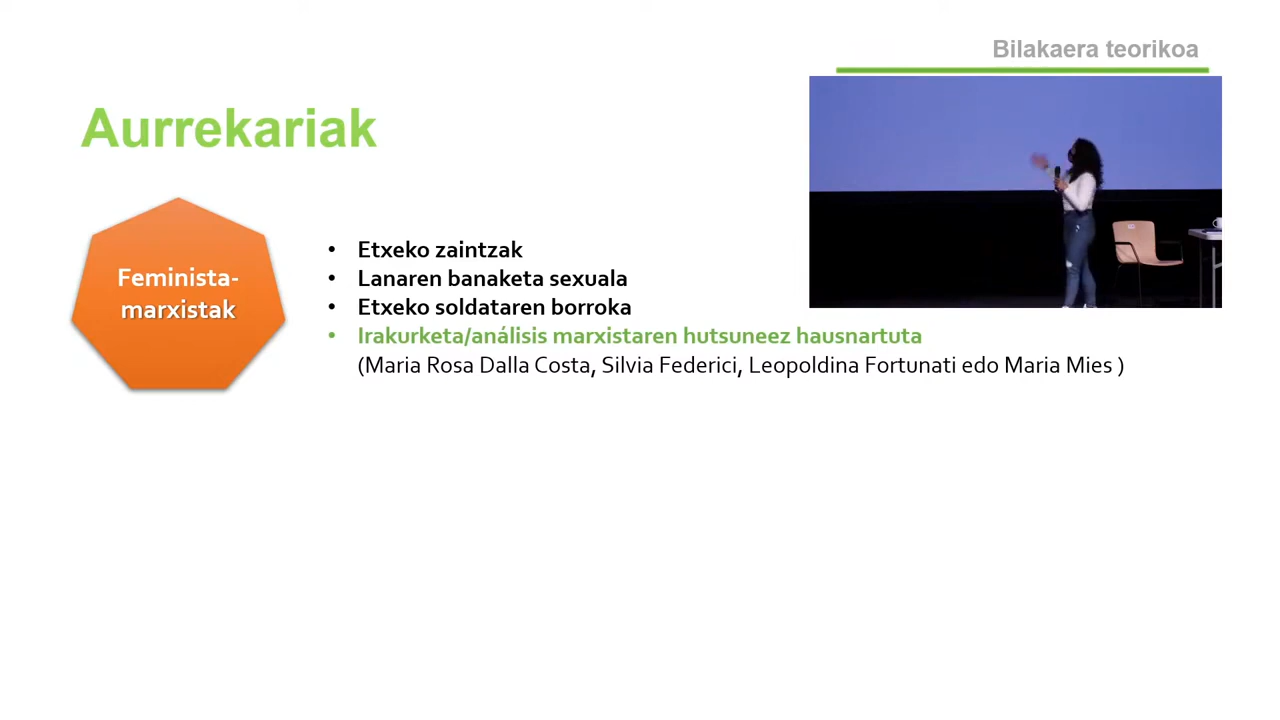 Bilakaera teorikoa
Aurrekariak
Feminista-
marxistak
• Etxeko zaintzak
• Lanaren banaketa sexuala
• Etxeko soldataren borroka
• Irakurketa/análisis marxistaren hutsuneez hausnartuta
(Maria Rosa Dalla Costa, Silvia Federici, Leopoldina Fortunati edo Maria Mies )